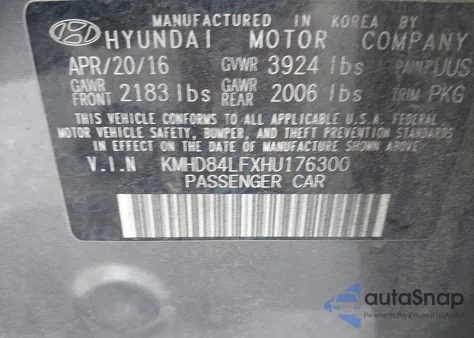 MANUFACTURED IN KOREA BY
HYUNDAI MOTOR COMPANY
APR/20/16 GVWR 3924 lbs PAINT UUS
GAWR FRONT 2183 lbs GAWR REAR 2006 lbs TRIM PKG
THIS VEHICLE CONFORMS TO ALL APPLICABLE U.S.A. FEDERAL
MOTOR VEHICLE SAFETY, BUMPER, AND THEFT PREVENTION STANDARDS
IN EFFECT ON THE DATE OF MANUFACTURE SHOWN ABOVE.
V.I.N KMHD84LFXHU176300
PASSENGER CAR
autoSnap